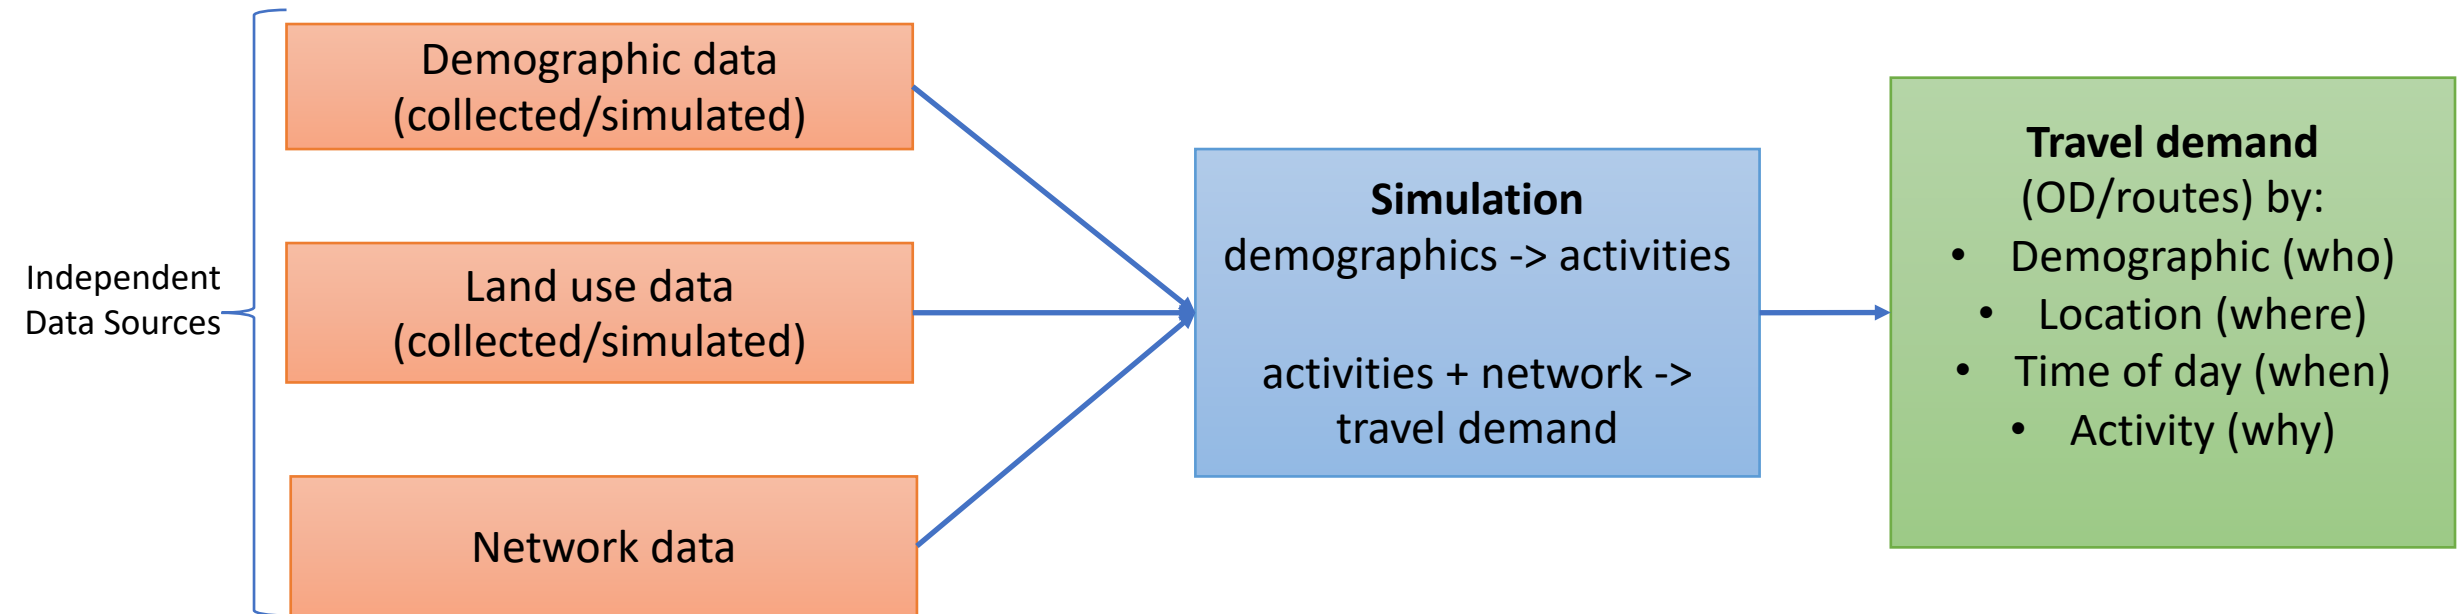 Independent
Data Sources
Demographic data
(collected/simulated)
Land use data
(collected/simulated)
Network data
Simulation
demographics -> activities
activities + network ->
travel demand
Travel demand
(OD/routes) by:
• Demographic (who)
• Location (where)
• Time of day (when)
• Activity (why)